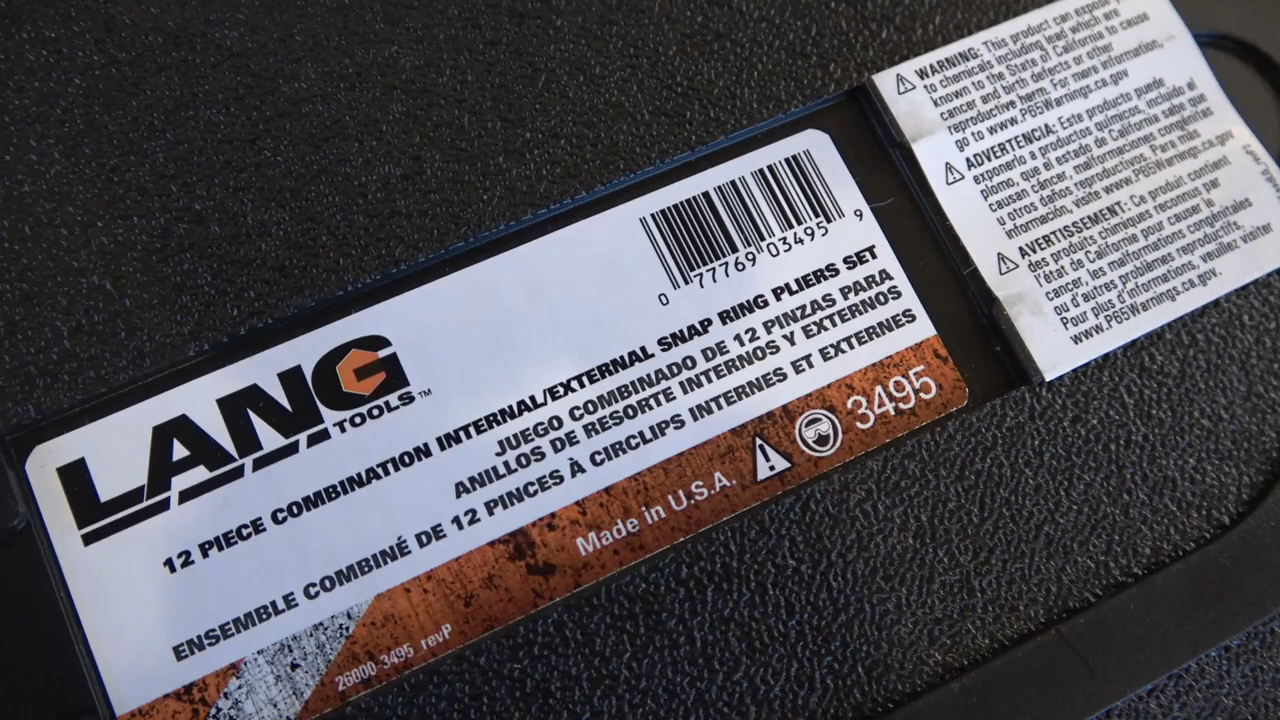 LANG
TOOLS™
0 77769 03495 9
12 PIECE COMBINATION INTERNAL/EXTERNAL SNAP RING PLIERS SET
JUEGO COMBINADO DE 12 PINZAS PARA
ANILLOS DE RESORTE INTERNOS Y EXTERNOS
ENSEMBLE COMBINÉ DE 12 PINCES À CIRCLIPS INTERNES ET EXTERNES
Made in U.S.A.
3495
26000-3495_revP
WARNING: This product can expose
to chemicals including lead which are
known to the State of California to cause
cancer and birth defects or other
reproductive harm. For more information,
go to www.P65Warnings.ca.gov
ADVERTENCIA: Este producto puede
exponerlo a productos químicos, incluido el
plomo, que el estado de California sabe que
causan cáncer, malformaciones congénitas
u otros daños reproductivos. Para más
información, visite www.P65Warnings.ca.gov
AVERTISSEMENT: Ce produit contient
des produits chimiques reconnus par
l'état de Californie pour causer le
cancer, les malformations congénitales
ou d'autres problèmes reproductifs.
Pour plus d'informations, veuillez visiter
www.P65Warnings.ca.gov.